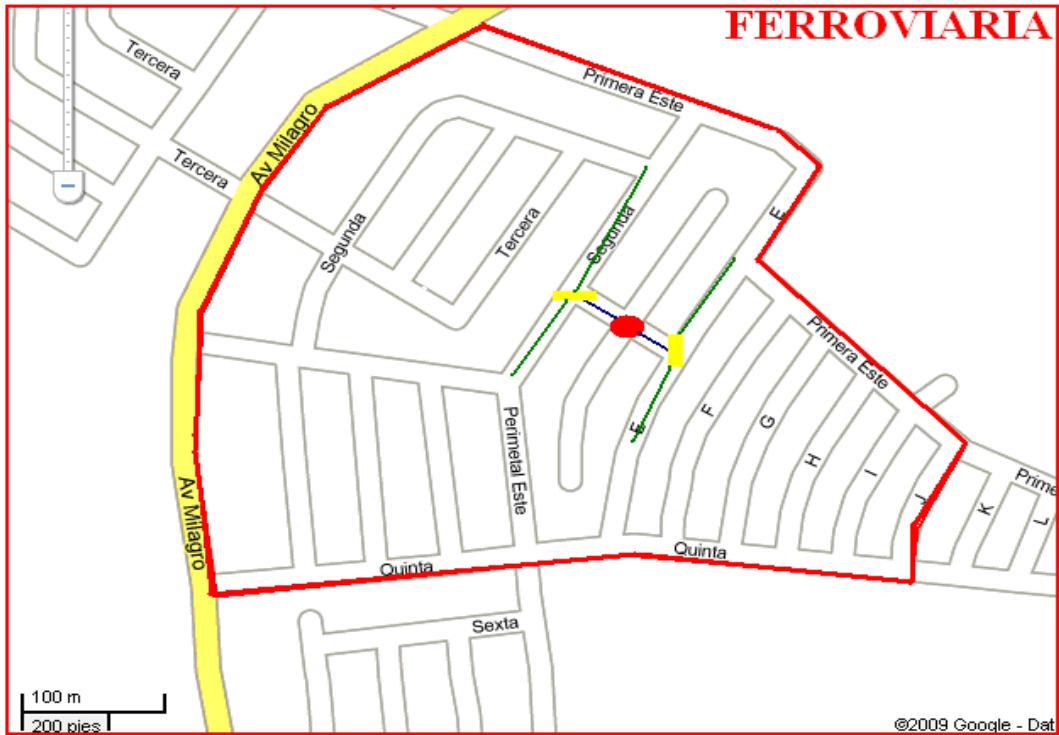 FERROVIARIA
Tercera
Primera Este
Av Milagro
Tercera
Segunda
Tercera
Segunda
E
Primera Este
E
F
G
H
I
J
K
L
Prime
Perimetal Este
Av Milagro
Quinta
Quinta
Sexta
100 m
200 pies
©2009 Google - Dat